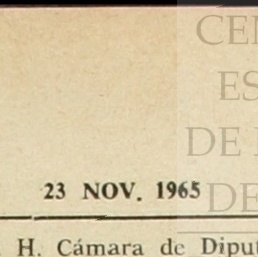 CEN
ES
DE
DE
23 NOV. 1965
H. Cámara de Diput